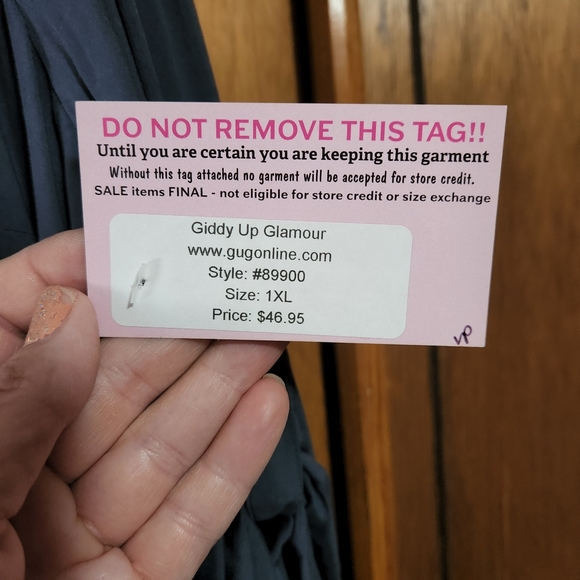 DO NOT REMOVE THIS TAG!!
Until you are certain you are keeping this garment
Without this tag attached no garment will be accepted for store credit.
SALE items FINAL - not eligible for store credit or size exchange
Giddy Up Glamour
www.gugonline.com
Style: #89900
Size: 1XL
Price: $46.95
VP